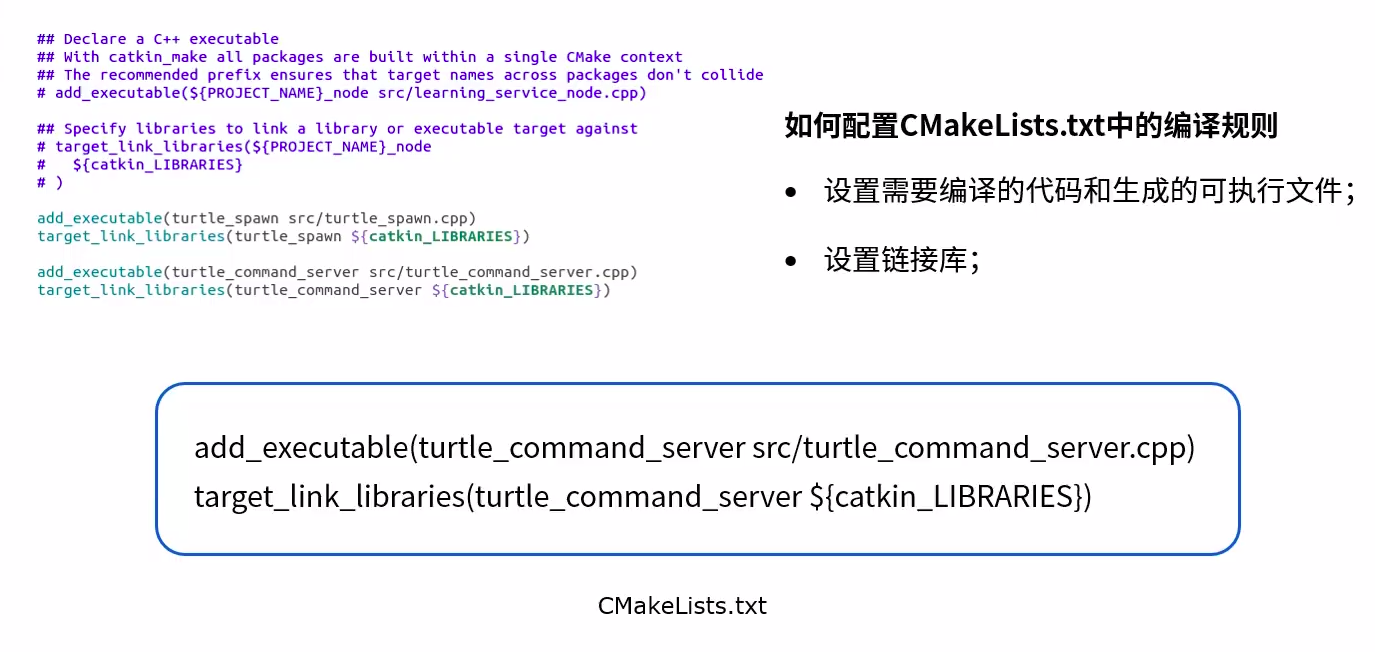 ## Declare a C++ executable
## With catkin_make all packages are built within a single CMake context
## The recommended prefix ensures that target names across packages don't collide
# add_executable(${PROJECT_NAME}_node src/learning_service_node.cpp)
## Specify libraries to link a library or executable target against
# target_link_libraries(${PROJECT_NAME}_node
#   ${catkin_LIBRARIES}
# )
add_executable(turtle_spawn src/turtle_spawn.cpp)
target_link_libraries(turtle_spawn ${catkin_LIBRARIES})
add_executable(turtle_command_server src/turtle_command_server.cpp)
target_link_libraries(turtle_command_server ${catkin_LIBRARIES})
如何配置CMakeLists.txt中的编译规则
• 设置需要编译的代码和生成的可执行文件；
• 设置链接库；
add_executable(turtle_command_server src/turtle_command_server.cpp)
target_link_libraries(turtle_command_server ${catkin_LIBRARIES})
CMakeLists.txt